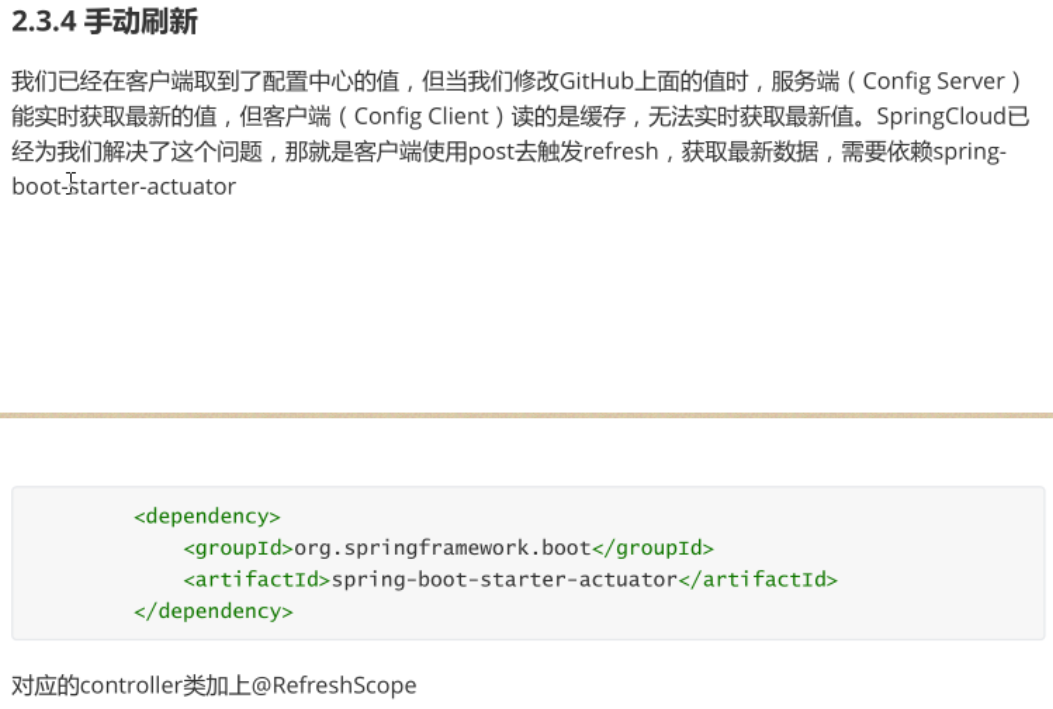 2.3.4 手动刷新
我们已经在客户端取到了配置中心的值，但当我们修改GitHub上面的值时，服务端（Config Server）
能实时获取最新的值，但客户端（Config Client）读的是缓存，无法实时获取最新值。SpringCloud已
经为我们解决了这个问题，那就是客户端使用post去触发refresh，获取最新数据，需要依赖spring-
boot-starter-actuator
<dependency>
<groupId>org.springframework.boot</groupId>
<artifactId>spring-boot-starter-actuator</artifactId>
</dependency>
对应的controller类加上@RefreshScope